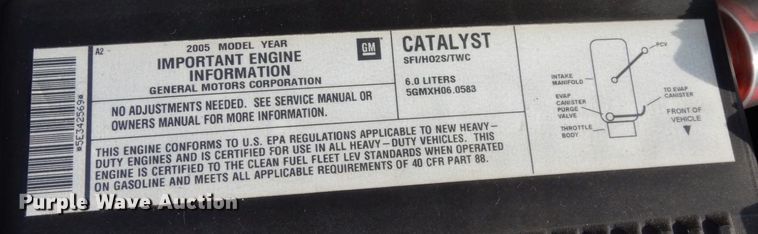 A2
2005 MODEL YEAR
IMPORTANT ENGINE
INFORMATION
GENERAL MOTORS CORPORATION
GM
CATALYST
SFI/HO2S/TWC
6.0 LITERS
5GMXH06.0583
NO ADJUSTMENTS NEEDED. SEE SERVICE MANUAL OR
OWNERS MANUAL FOR MORE INFORMATION.
THIS ENGINE CONFORMS TO U.S. EPA REGULATIONS APPLICABLE TO NEW HEAVY-
DUTY ENGINES AND IS CERTIFIED FOR USE IN ALL HEAVY-DUTY VEHICLES. THIS
ENGINE IS CERTIFIED TO THE CLEAN FUEL FLEET LEV STANDARDS WHEN OPERATED
ON GASOLINE AND MEETS ALL APPLICABLE REQUIREMENTS OF 40 CFR PART 88.
PCV
INTAKE
MANIFOLD
EVAP
CANISTER
PURGE
VALVE
THROTTLE
BODY
TO EVAP
CANISTER
FRONT OF
VEHICLE
*5E342569*
Purple Wave Auction